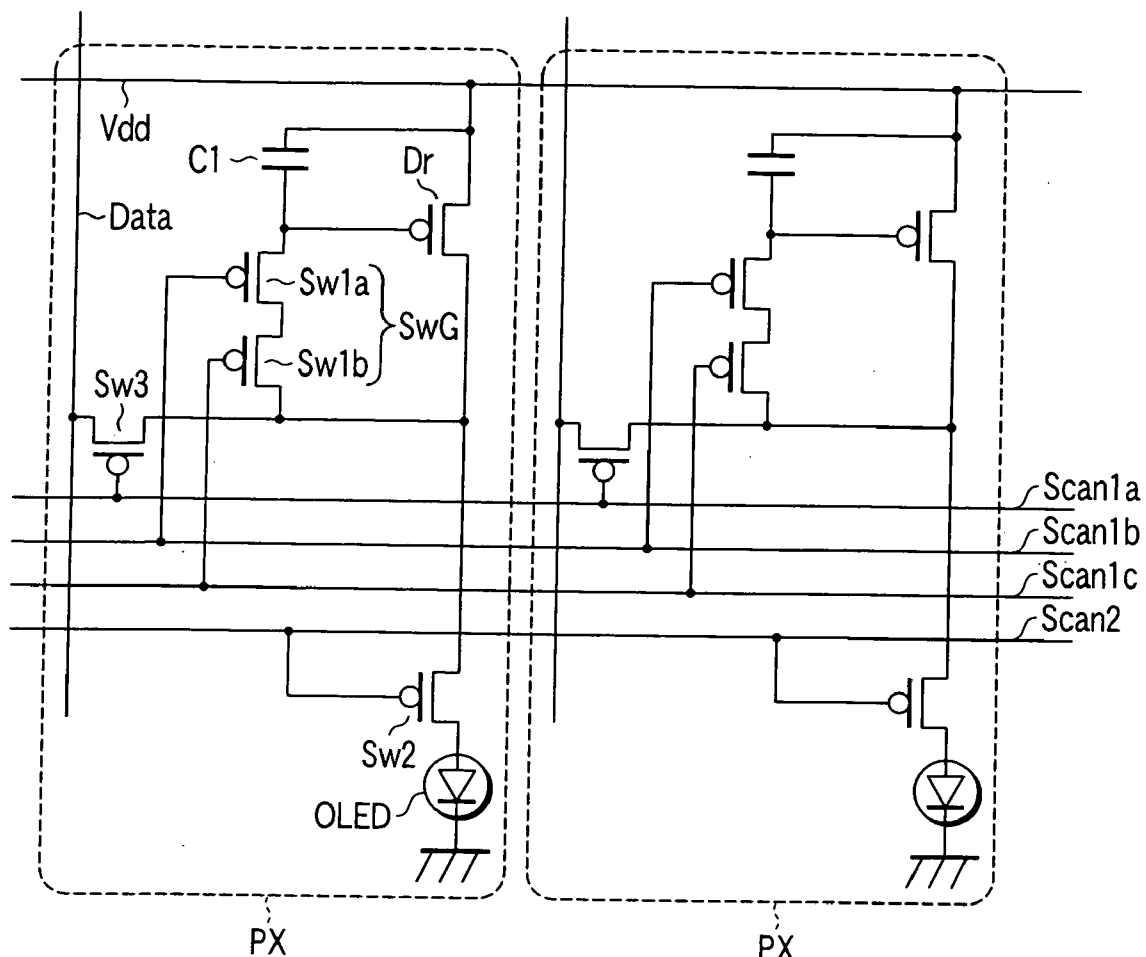 Vdd
C1
Dr
Data
Sw1a
SwG
Sw1b
Sw3
Scan1a
Scan1b
Scan1c
Scan2
Sw2
OLED
PX
PX